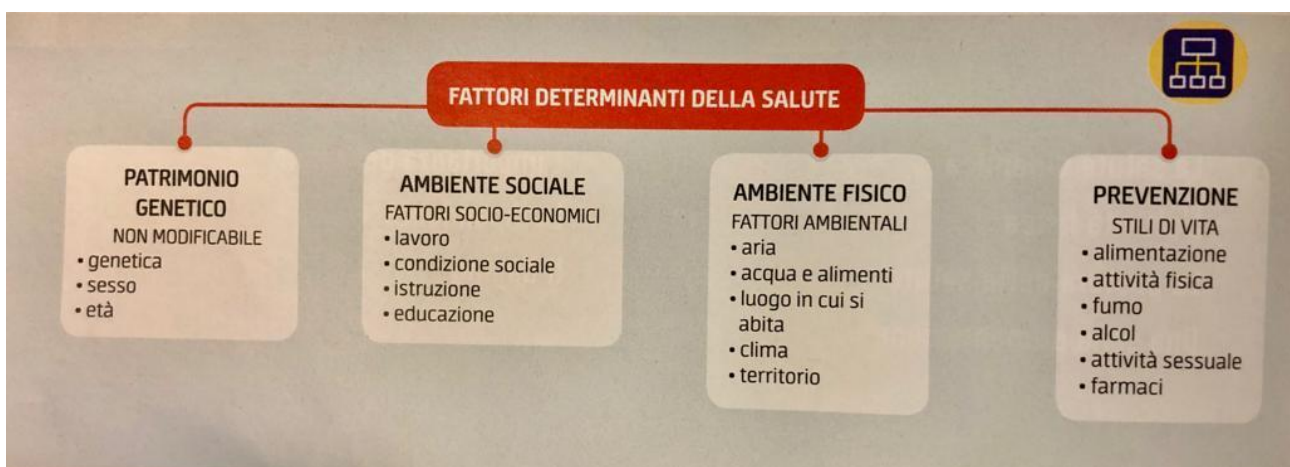 FATTORI DETERMINANTI DELLA SALUTE
PATRIMONIO
GENETICO
NON MODIFICABILE
• genetica
• sesso
• età
AMBIENTE SOCIALE
FATTORI SOCIO-ECONOMICI
• lavoro
• condizione sociale
• istruzione
• educazione
AMBIENTE FISICO
FATTORI AMBIENTALI
• aria
• acqua e alimenti
• luogo in cui si
abita
• clima
• territorio
PREVENZIONE
STILI DI VITA
• alimentazione
• attività fisica
• fumo
• alcol
• attività sessuale
• farmaci